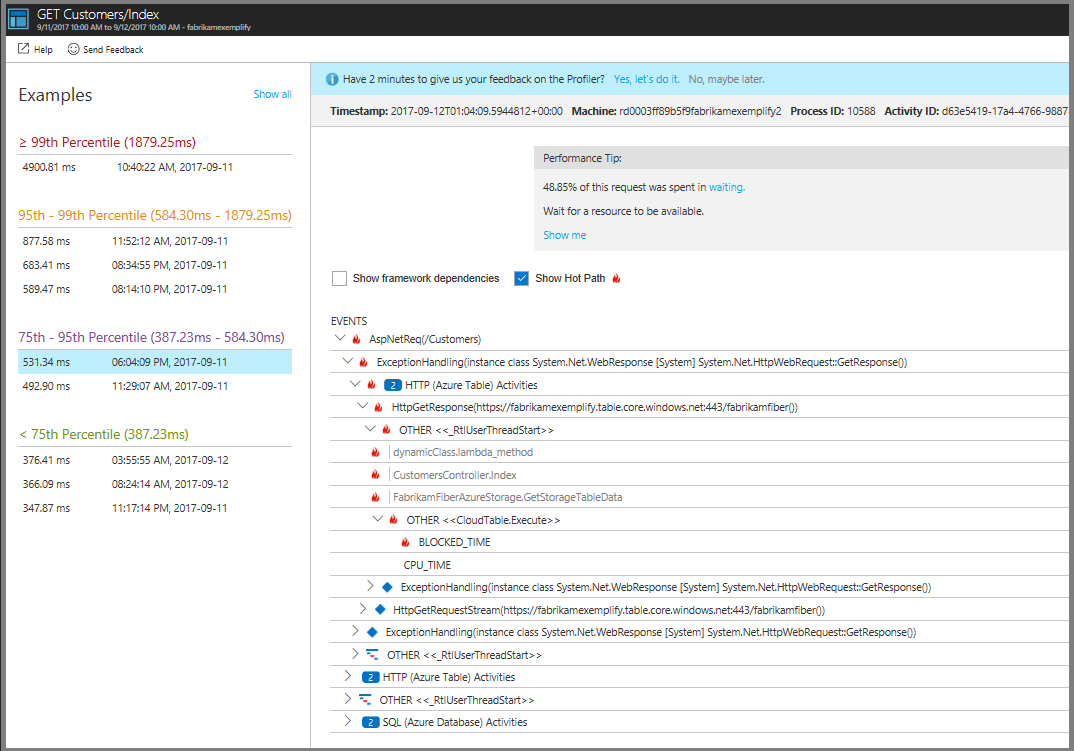 GET Customers/Index
9/11/2017 10:00 AM to 9/12/2017 10:00 AM - fabrikamexemplify
Help Send Feedback
Examples Show all
≥ 99th Percentile (1879.25ms)
4900.81 ms 10:40:22 AM, 2017-09-11
95th - 99th Percentile (584.30ms - 1879.25ms)
877.58 ms 11:52:12 AM, 2017-09-11
683.41 ms 08:34:55 PM, 2017-09-11
589.47 ms 08:14:10 PM, 2017-09-11
75th - 95th Percentile (387.23ms - 584.30ms)
531.34 ms 06:04:09 PM, 2017-09-11
492.90 ms 11:29:07 AM, 2017-09-11
< 75th Percentile (387.23ms)
376.41 ms 03:55:55 AM, 2017-09-12
366.09 ms 08:24:14 AM, 2017-09-12
347.87 ms 11:17:14 PM, 2017-09-11
Have 2 minutes to give us your feedback on the Profiler? Yes, let's do it. No, maybe later.
Timestamp: 2017-09-12T01:04:09.5944812+00:00 Machine: rd0003ff89b5f9fabrikamexemplify2 Process ID: 10588 Activity ID: d63e5419-17a4-4766-9887-
Performance Tip:
48.85% of this request was spent in waiting.
Wait for a resource to be available.
Show me
Show framework dependencies Show Hot Path
EVENTS
AspNetReq(/Customers)
ExceptionHandling(instance class System.Net.WebResponse [System] System.Net.HttpWebRequest::GetResponse())
2 HTTP (Azure Table) Activities
HttpGetResponse(https://fabrikamexemplify.table.core.windows.net:443/fabrikamfiber())
OTHER <<_RtlUserThreadStart>>
dynamicClass.lambda_method
CustomersController.Index
FabrikamFiberAzureStorage.GetStorageTableData
OTHER <<CloudTable.Execute>>
BLOCKED_TIME
CPU_TIME
ExceptionHandling(instance class System.Net.WebResponse [System] System.Net.HttpWebRequest::GetResponse())
HttpGetRequestStream(https://fabrikamexemplify.table.core.windows.net:443/fabrikamfiber())
ExceptionHandling(instance class System.Net.WebResponse [System] System.Net.HttpWebRequest::GetResponse())
OTHER <<_RtlUserThreadStart>>
2 HTTP (Azure Table) Activities
OTHER <<_RtlUserThreadStart>>
2 SQL (Azure Database) Activities